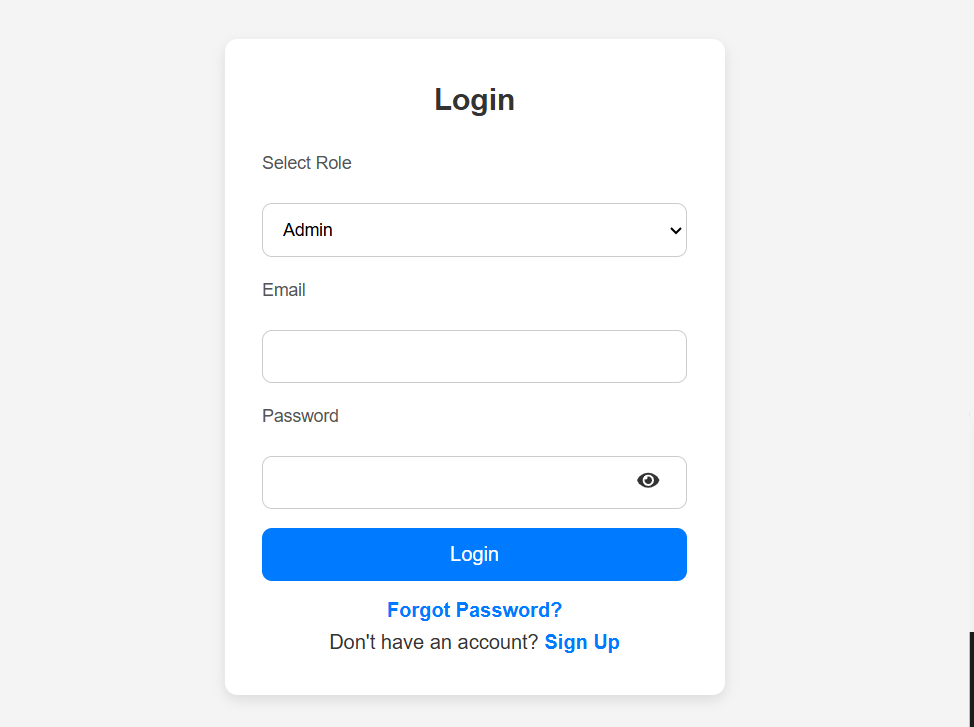 Login
Select Role
Admin
Email
Password
Login
Forgot Password?
Don't have an account? Sign Up